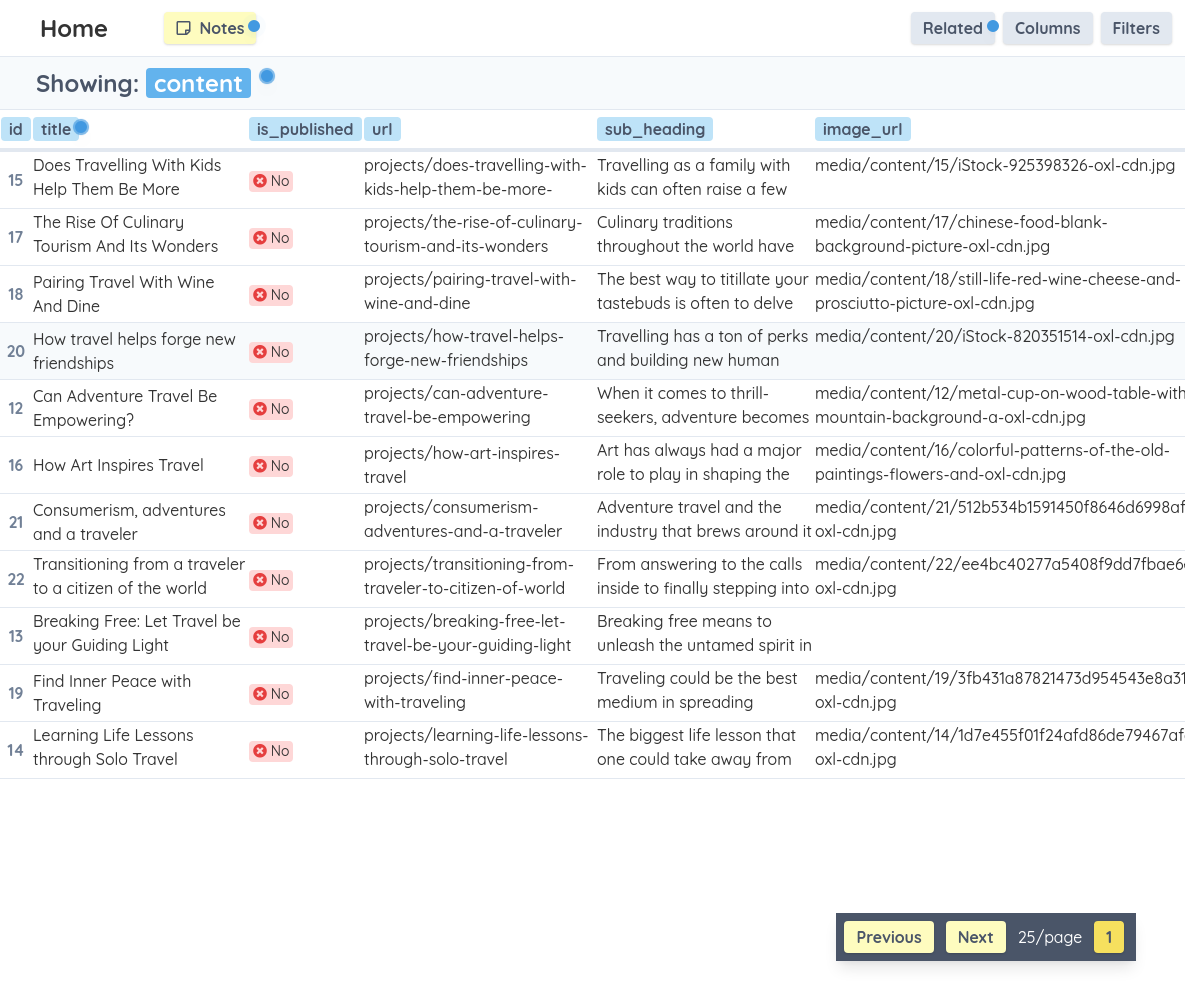 Home Notes Related Columns Filters
Showing: content
id title is_published url sub_heading image_url
15 Does Travelling With Kids Help Them Be More No projects/does-travelling-with-kids-help-them-be-more- Travelling as a family with kids can often raise a few media/content/15/iStock-925398326-oxl-cdn.jpg
17 The Rise Of Culinary Tourism And Its Wonders No projects/the-rise-of-culinary-tourism-and-its-wonders Culinary traditions throughout the world have media/content/17/chinese-food-blank-background-picture-oxl-cdn.jpg
18 Pairing Travel With Wine And Dine No projects/pairing-travel-with-wine-and-dine The best way to titillate your tastebuds is often to delve media/content/18/still-life-red-wine-cheese-and-prosciutto-picture-oxl-cdn.jpg
20 How travel helps forge new friendships No projects/how-travel-helps-forge-new-friendships Travelling has a ton of perks and building new human media/content/20/iStock-820351514-oxl-cdn.jpg
12 Can Adventure Travel Be Empowering? No projects/can-adventure-travel-be-empowering When it comes to thrill-seekers, adventure becomes media/content/12/metal-cup-on-wood-table-with-mountain-background-a-oxl-cdn.jpg
16 How Art Inspires Travel No projects/how-art-inspires-travel Art has always had a major role to play in shaping the media/content/16/colorful-patterns-of-the-old-paintings-flowers-and-oxl-cdn.jpg
21 Consumerism, adventures and a traveler No projects/consumerism-adventures-and-a-traveler Adventure travel and the industry that brews around it media/content/21/512b534b1591450f8646d6998af oxl-cdn.jpg
22 Transitioning from a traveler to a citizen of the world No projects/transitioning-from-traveler-to-citizen-of-world From answering to the calls inside to finally stepping into media/content/22/ee4bc40277a5408f9dd7fbae6 oxl-cdn.jpg
13 Breaking Free: Let Travel be your Guiding Light No projects/breaking-free-let-travel-be-your-guiding-light Breaking free means to unleash the untamed spirit in
19 Find Inner Peace with Traveling No projects/find-inner-peace-with-traveling Traveling could be the best medium in spreading media/content/19/3fb431a87821473d954543e8a31 oxl-cdn.jpg
14 Learning Life Lessons through Solo Travel No projects/learning-life-lessons-through-solo-travel The biggest life lesson that one could take away from media/content/14/1d7e455f01f24afd86de79467af oxl-cdn.jpg
Previous Next 25/page 1